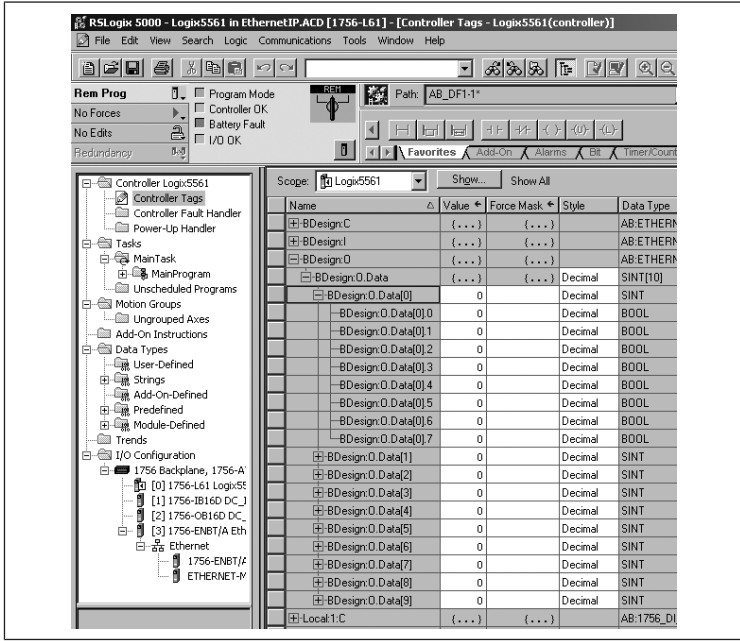 RSLogix 5000 - Logix5561 in EthernetIP.ACD [1756-L61] - [Controller Tags - Logix5561(controller)]
File Edit View Search Logic Communications Tools Window Help
Rem Prog
No Forces
No Edits
Redundancy
Program Mode
Controller OK
Battery Fault
I/O OK
REM
Path: AB_DF1-1*
Favorites Add-On Alarms Bit Timer/Count
Controller Logix5561
Controller Tags
Controller Fault Handler
Power-Up Handler
Tasks
MainTask
MainProgram
Unscheduled Programs
Motion Groups
Ungrouped Axes
Add-On Instructions
Data Types
User-Defined
Strings
Add-On-Defined
Predefined
Module-Defined
Trends
I/O Configuration
1756 Backplane, 1756-A
[0] 1756-L61 Logix55
[1] 1756-IB16D DC_I
[2] 1756-OB16D DC_
[3] 1756-ENBT/A Eth
Ethernet
1756-ENBT/A
ETHERNET-M
Scope: Logix5561 Show... Show All
Name Value Force Mask Style Data Type
BDesign:C {...} {...} AB:ETHERN
BDesign:I {...} {...} AB:ETHERN
BDesign:O {...} {...} AB:ETHERN
BDesign:O.Data {...} {...} Decimal SINT[10]
BDesign:O.Data[0] 0 Decimal SINT
BDesign:O.Data[0].0 0 Decimal BOOL
BDesign:O.Data[0].1 0 Decimal BOOL
BDesign:O.Data[0].2 0 Decimal BOOL
BDesign:O.Data[0].3 0 Decimal BOOL
BDesign:O.Data[0].4 0 Decimal BOOL
BDesign:O.Data[0].5 0 Decimal BOOL
BDesign:O.Data[0].6 0 Decimal BOOL
BDesign:O.Data[0].7 0 Decimal BOOL
BDesign:O.Data[1] 0 Decimal SINT
BDesign:O.Data[2] 0 Decimal SINT
BDesign:O.Data[3] 0 Decimal SINT
BDesign:O.Data[4] 0 Decimal SINT
BDesign:O.Data[5] 0 Decimal SINT
BDesign:O.Data[6] 0 Decimal SINT
BDesign:O.Data[7] 0 Decimal SINT
BDesign:O.Data[8] 0 Decimal SINT
BDesign:O.Data[9] 0 Decimal SINT
Local:1:C {...} {...} AB:1756_DI